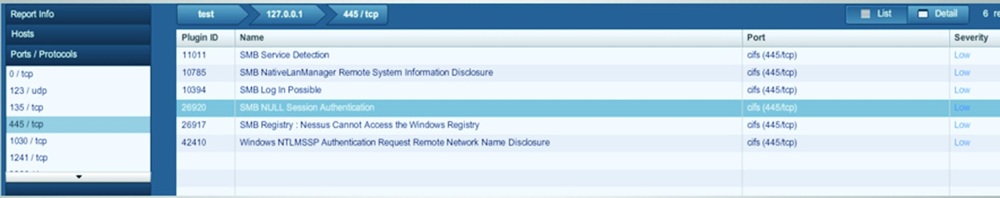 Report Info
Hosts
Ports / Protocols
0 / tcp
123 / udp
135 / tcp
445 / tcp
1030 / tcp
1241 / tcp
test 127.0.0.1 445 / tcp List Detail 6
Plugin ID Name Port Severity
11011 SMB Service Detection cifs (445/tcp) Low
10785 SMB NativeLanManager Remote System Information Disclosure cifs (445/tcp) Low
10394 SMB Log In Possible cifs (445/tcp) Low
26920 SMB NULL Session Authentication cifs (445/tcp) Low
26917 SMB Registry : Nessus Cannot Access the Windows Registry cifs (445/tcp) Low
42410 Windows NTLMSSP Authentication Request Remote Network Name Disclosure cifs (445/tcp) Low